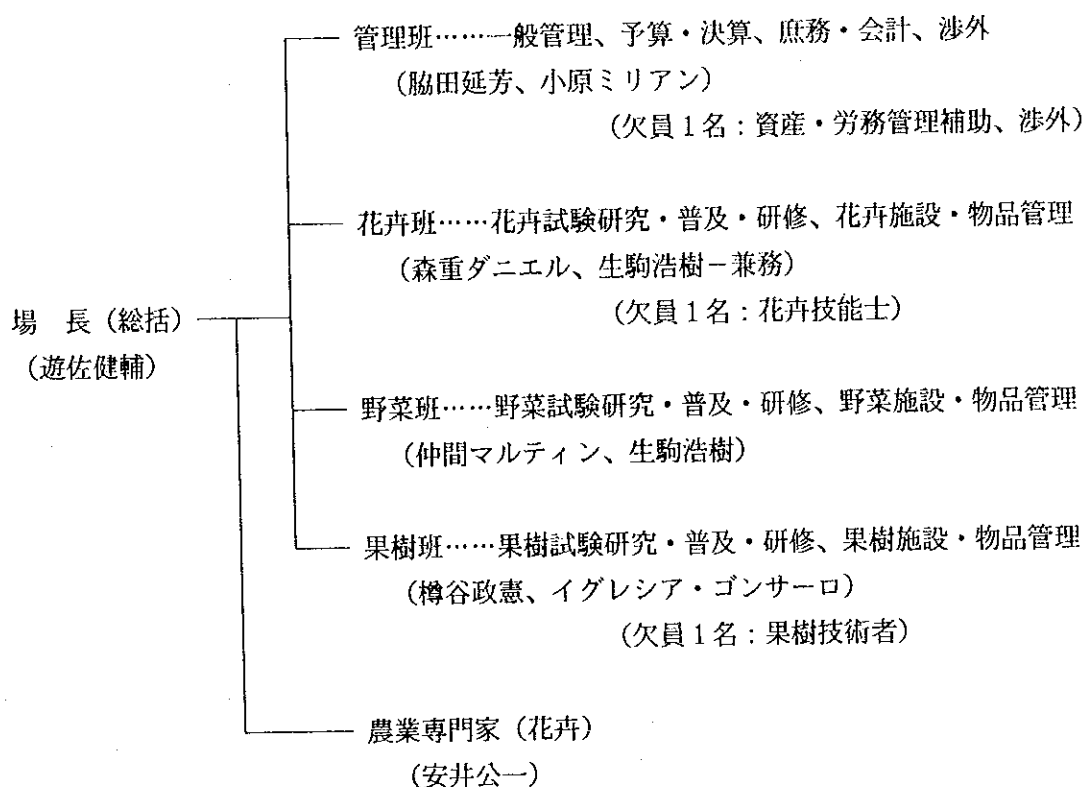 管理班……一般管理、予算・決算、庶務・会計、渉外
(脇田延芳、小原ミリアン)
(欠員1名:資産・労務管理補助、渉外)
花卉班……花卉試験研究・普及・研修、花卉施設・物品管理
(森重ダニエル、生駒浩樹-兼務)
(欠員1名:花卉技能士)
場 長(総括)
(遊佐健輔)
野菜班……野菜試験研究・普及・研修、野菜施設・物品管理
(仲間マルティン、生駒浩樹)
果樹班……果樹試験研究・普及・研修、果樹施設・物品管理
(樽谷政憲、イグレシア・ゴンサーロ)
(欠員1名:果樹技術者)
農業専門家(花卉)
(安井公一)